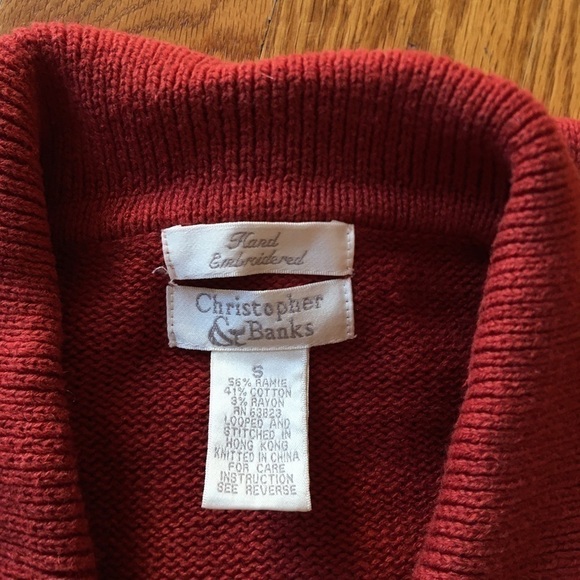 Hand
Embroidered
Christopher
& Banks
S
56% RAMIE
41% COTTON
3% RAYON
RN 63823
LOOPED AND
STITCHED IN
HONG KONG
KNITTED IN CHINA
FOR CARE
INSTRUCTION
SEE REVERSE